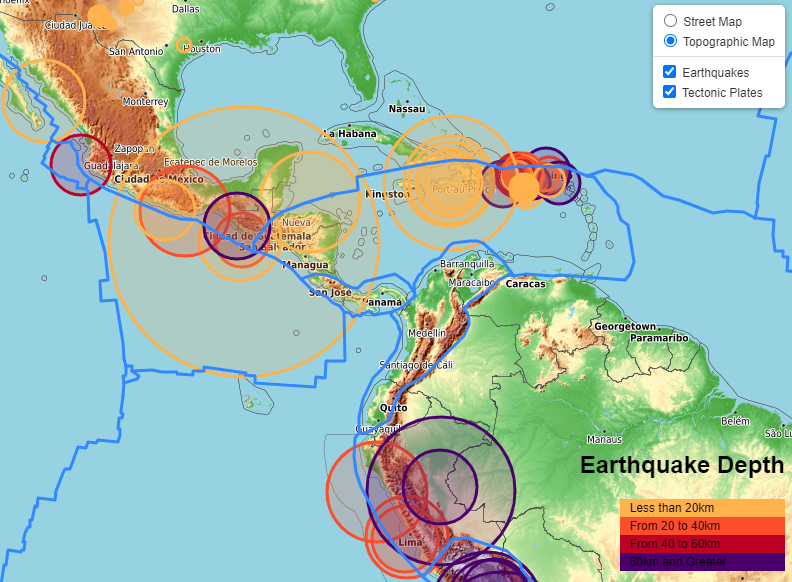 Dallas
Ciudad Juárez
San Antonio
Houston
Monterrey
Nassau
La Habana
Zapopan
Guadalajara
Ecatepec de Morelos
Ciudad de México
Kingston
Port-au-Prince
Nueva
Ciudad de Guatemala
San Salvador
Managua
San José
Panamá
Barranquilla
Maracaibo
Caracas
Medellín
Georgetown
Paramaribo
Santiago de Cali
Quito
Guayaquil
Manaus
Belém
São Lu
Lima
Street Map
Topographic Map
Earthquakes
Tectonic Plates
Earthquake Depth
Less than 20km
From 20 to 40km
From 40 to 60km
60km and Greater